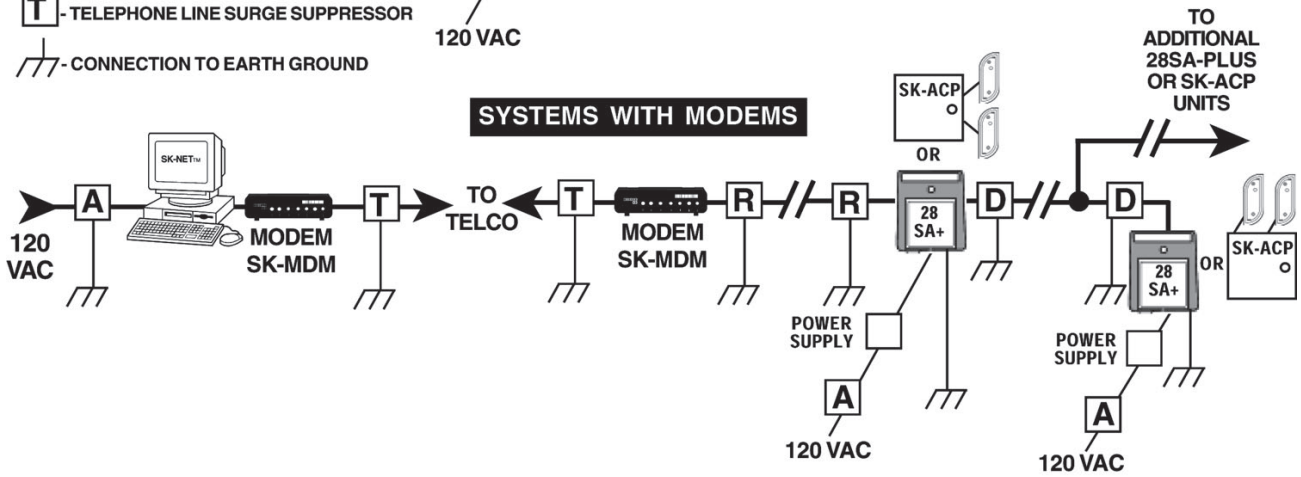 T - TELEPHONE LINE SURGE SUPPRESSOR
120 VAC
- CONNECTION TO EARTH GROUND
TO
ADDITIONAL
28SA-PLUS
OR SK-ACP
UNITS
SYSTEMS WITH MODEMS
SK-ACP
OR
SK-NET™
A
120
VAC
MODEM
SK-MDM
T
TO
TELCO
T
MODEM
SK-MDM
R
R
28
SA+
D
D
28
SA+
OR
SK-ACP
POWER
SUPPLY
A
120 VAC
POWER
SUPPLY
A
120 VAC